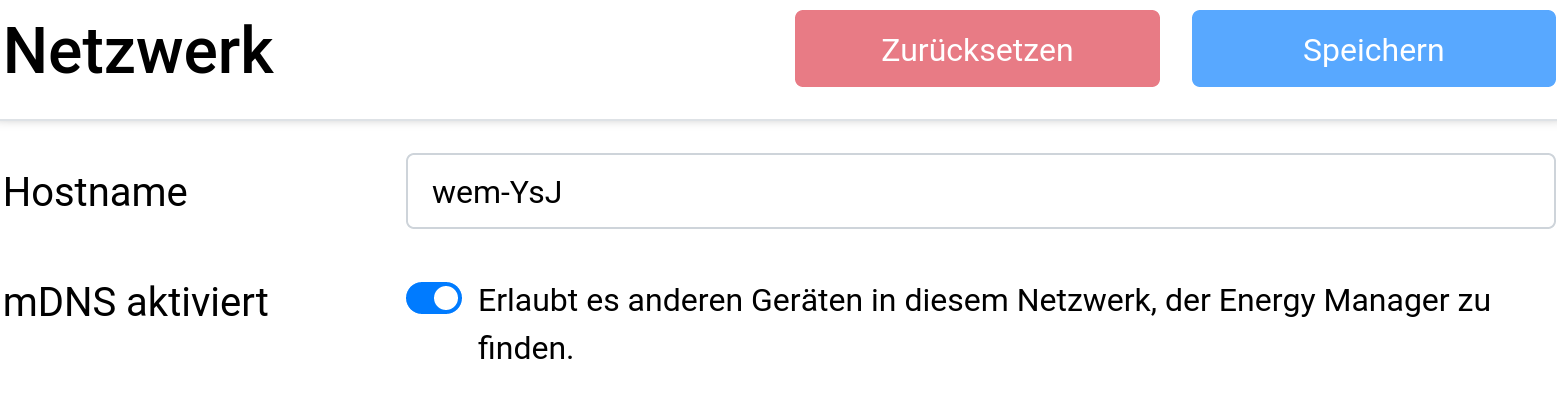 Netzwerk
Zurücksetzen
Speichern
Hostname
wem-YsJ
mDNS aktiviert
Erlaubt es anderen Geräten in diesem Netzwerk, der Energy Manager zu
finden.